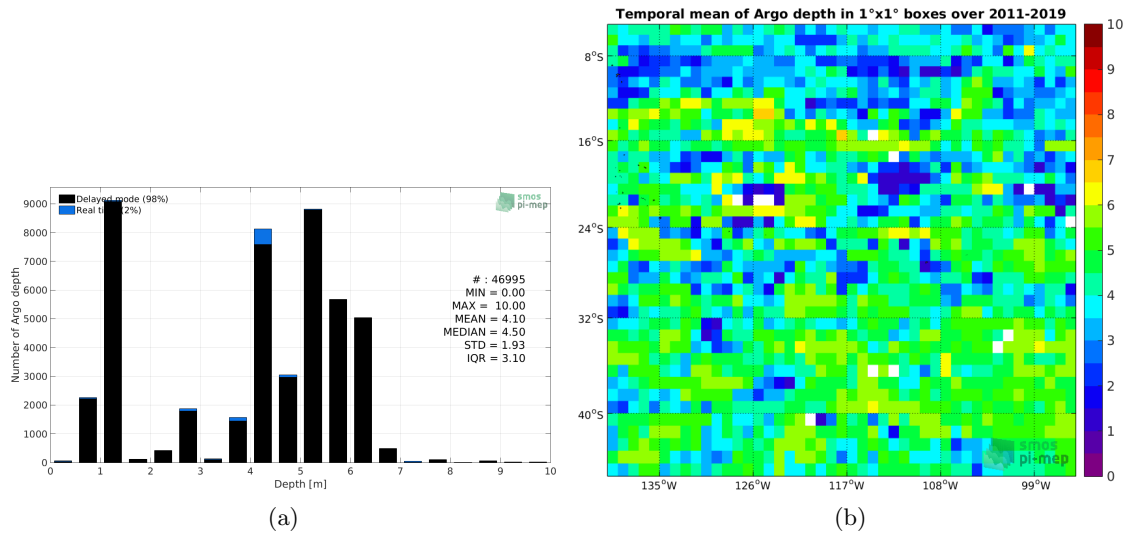 Delayed mode (98%)
Real ti (2%)
smos
pi-mep
9000
8000
7000
6000
5000
4000
3000
2000
1000
0
Number of Argo depth
# : 46995
MIN = 0.00
MAX = 10.00
MEAN = 4.10
MEDIAN = 4.50
STD = 1.93
IQR = 3.10
0 1 2 3 4 5 6 7 8 9 10
Depth [m]
(a)
Temporal mean of Argo depth in 1°x1° boxes over 2011-2019
8°S
16°S
24°S
32°S
40°S
135°W 126°W 117°W 108°W 99°W
smos
pi-mep
10
9
8
7
6
5
4
3
2
1
0
(b)